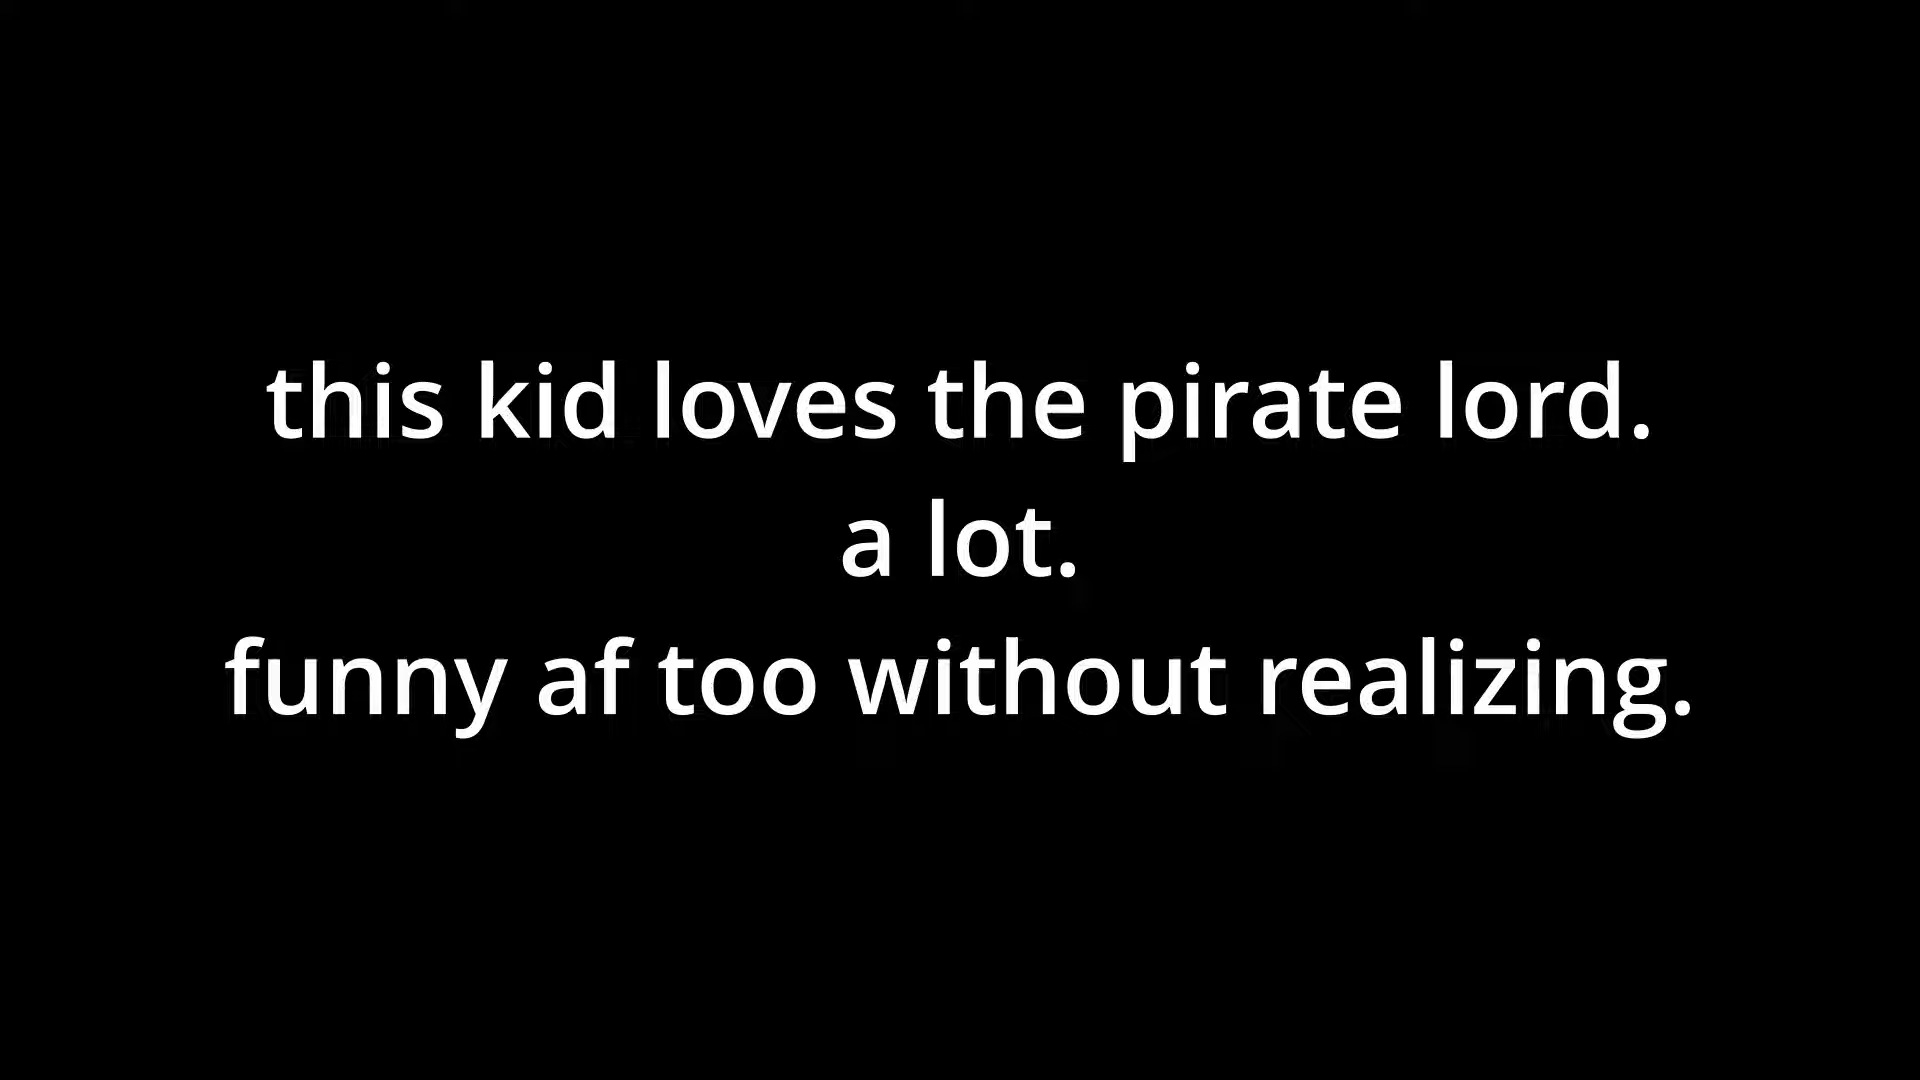 this kid loves the pirate lord.
a lot.
funny af too without realizing.